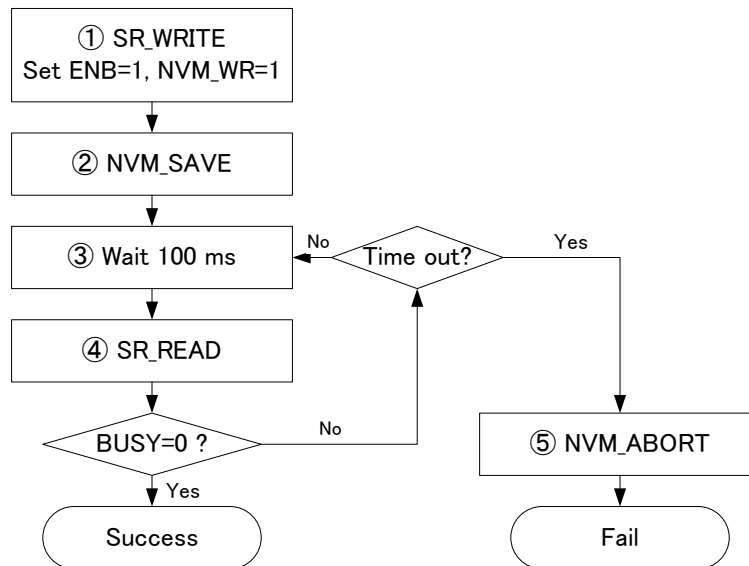 ① SR_WRITE
Set ENB=1, NVM_WR=1
② NVM_SAVE
③ Wait 100 ms
No
Time out?
Yes
④ SR_READ
BUSY=0 ?
No
⑤ NVM_ABORT
Yes
Success
Fail